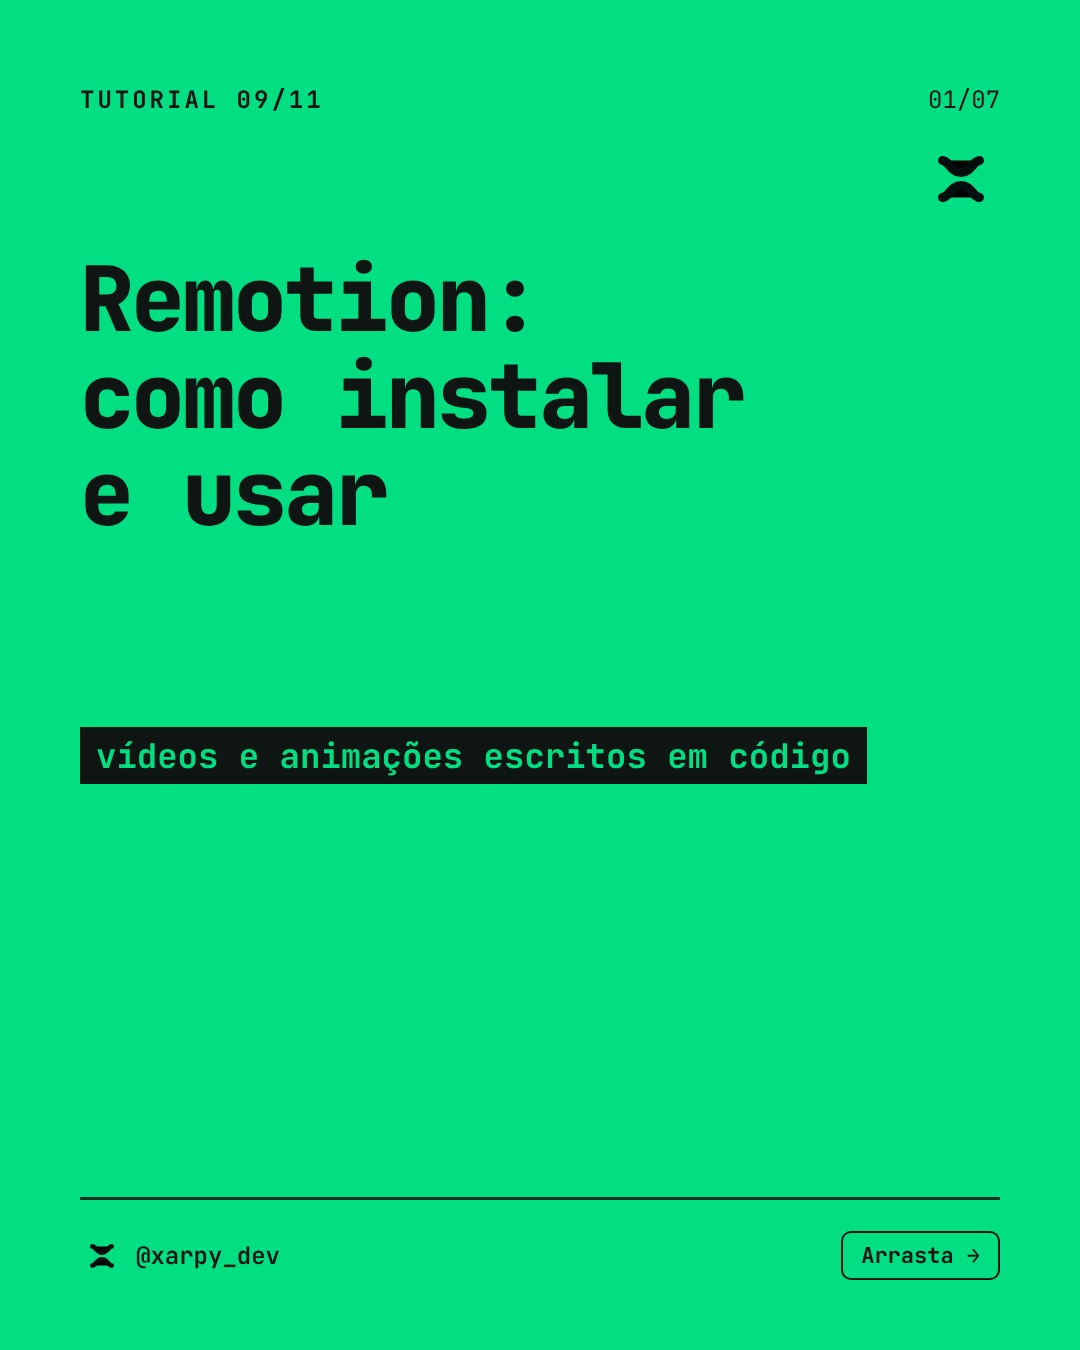 TUTORIAL 09/11
01/07
Remotion:
como instalar
e usar
vídeos e animações escritos em código
@xarpy_dev
Arrasta →